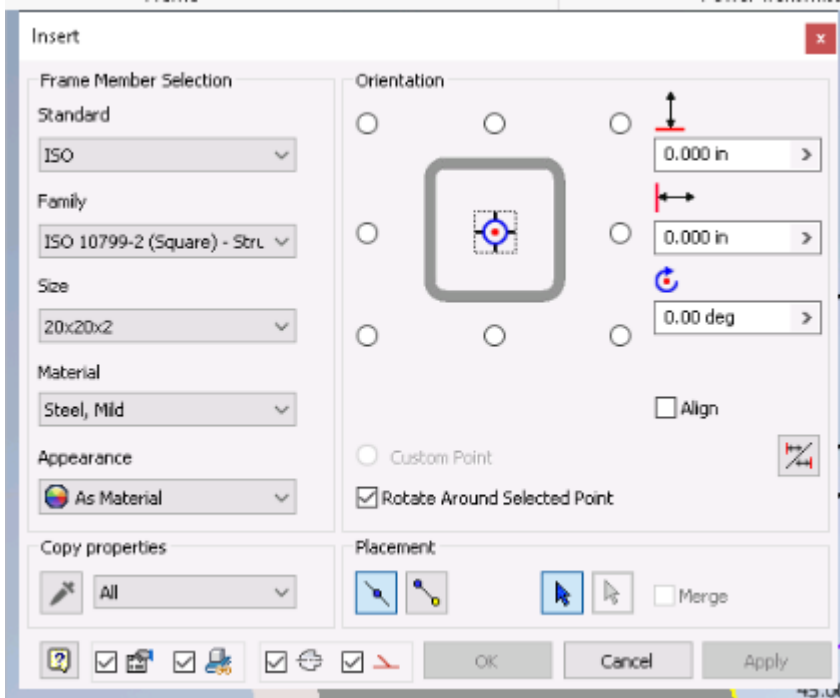 Insert
x
Frame Member Selection
Standard
ISO
Family
ISO 10799-2 (Square) - Stru
Size
20x20x2
Material
Steel, Mild
Appearance
As Material
Orientation
0.000 in
0.000 in
0.00 deg
Align
Custom Point
Rotate Around Selected Point
Copy properties
All
Placement
Merge
?
OK
Cancel
Apply